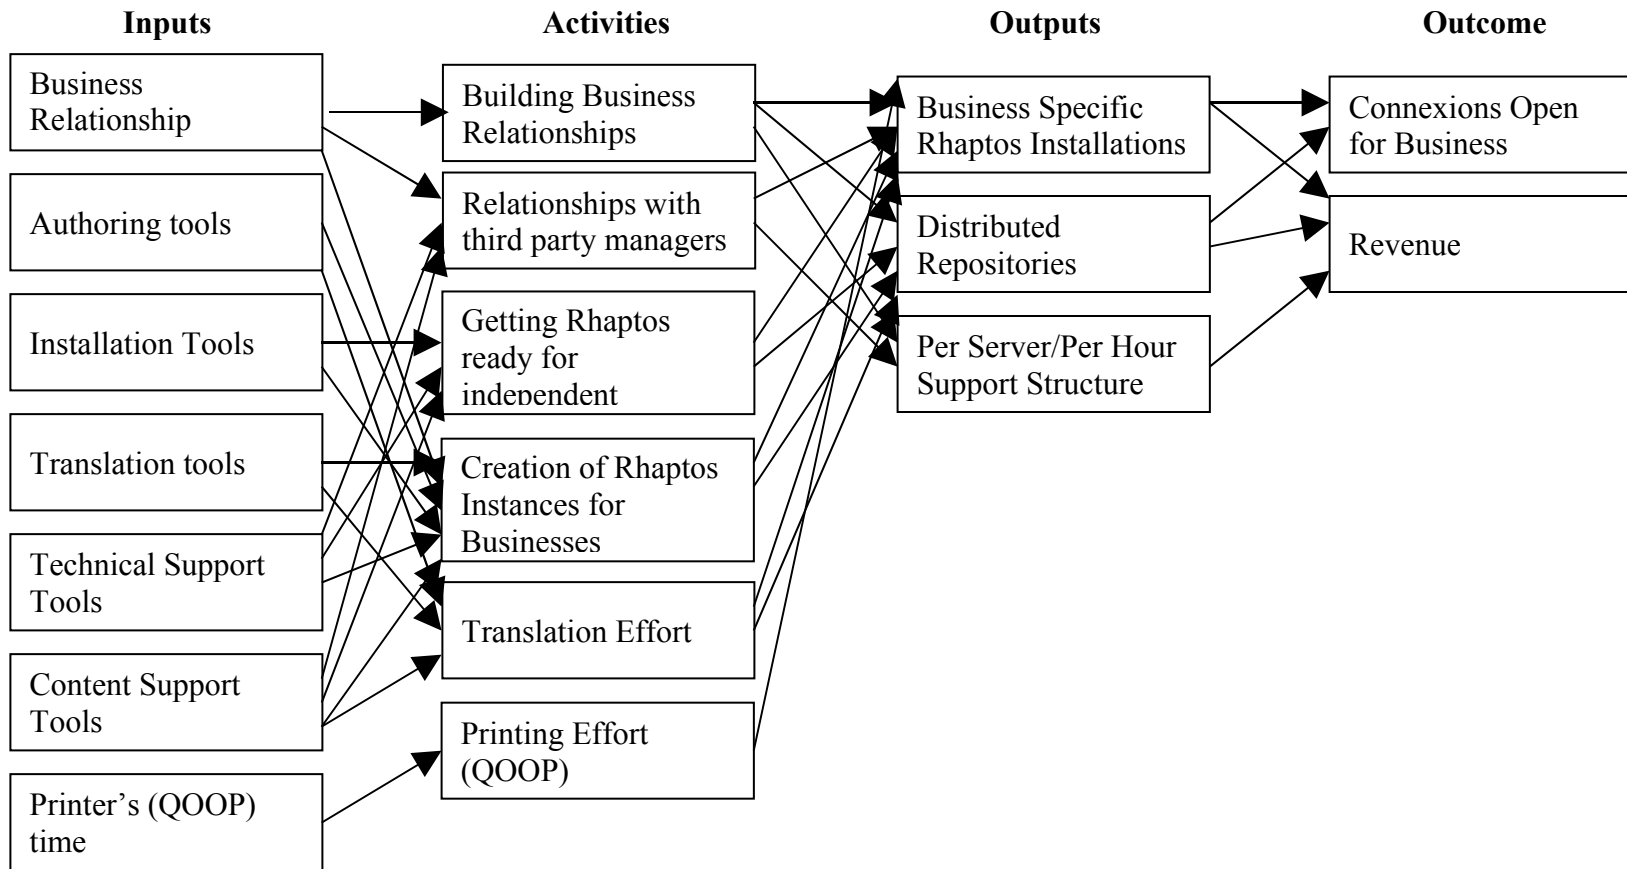 Inputs
Activities
Outputs
Outcome
Business
Relationship
Authoring tools
Installation Tools
Translation tools
Technical Support
Tools
Content Support
Tools
Printer’s (QOOP)
time
Building Business
Relationships
Relationships with
third party managers
Getting Rhaptos
ready for
independent
Creation of Rhaptos
Instances for
Businesses
Translation Effort
Printing Effort
(QOOP)
Business Specific
Rhaptos Installations
Distributed
Repositories
Per Server/Per Hour
Support Structure
Connexions Open
for Business
Revenue